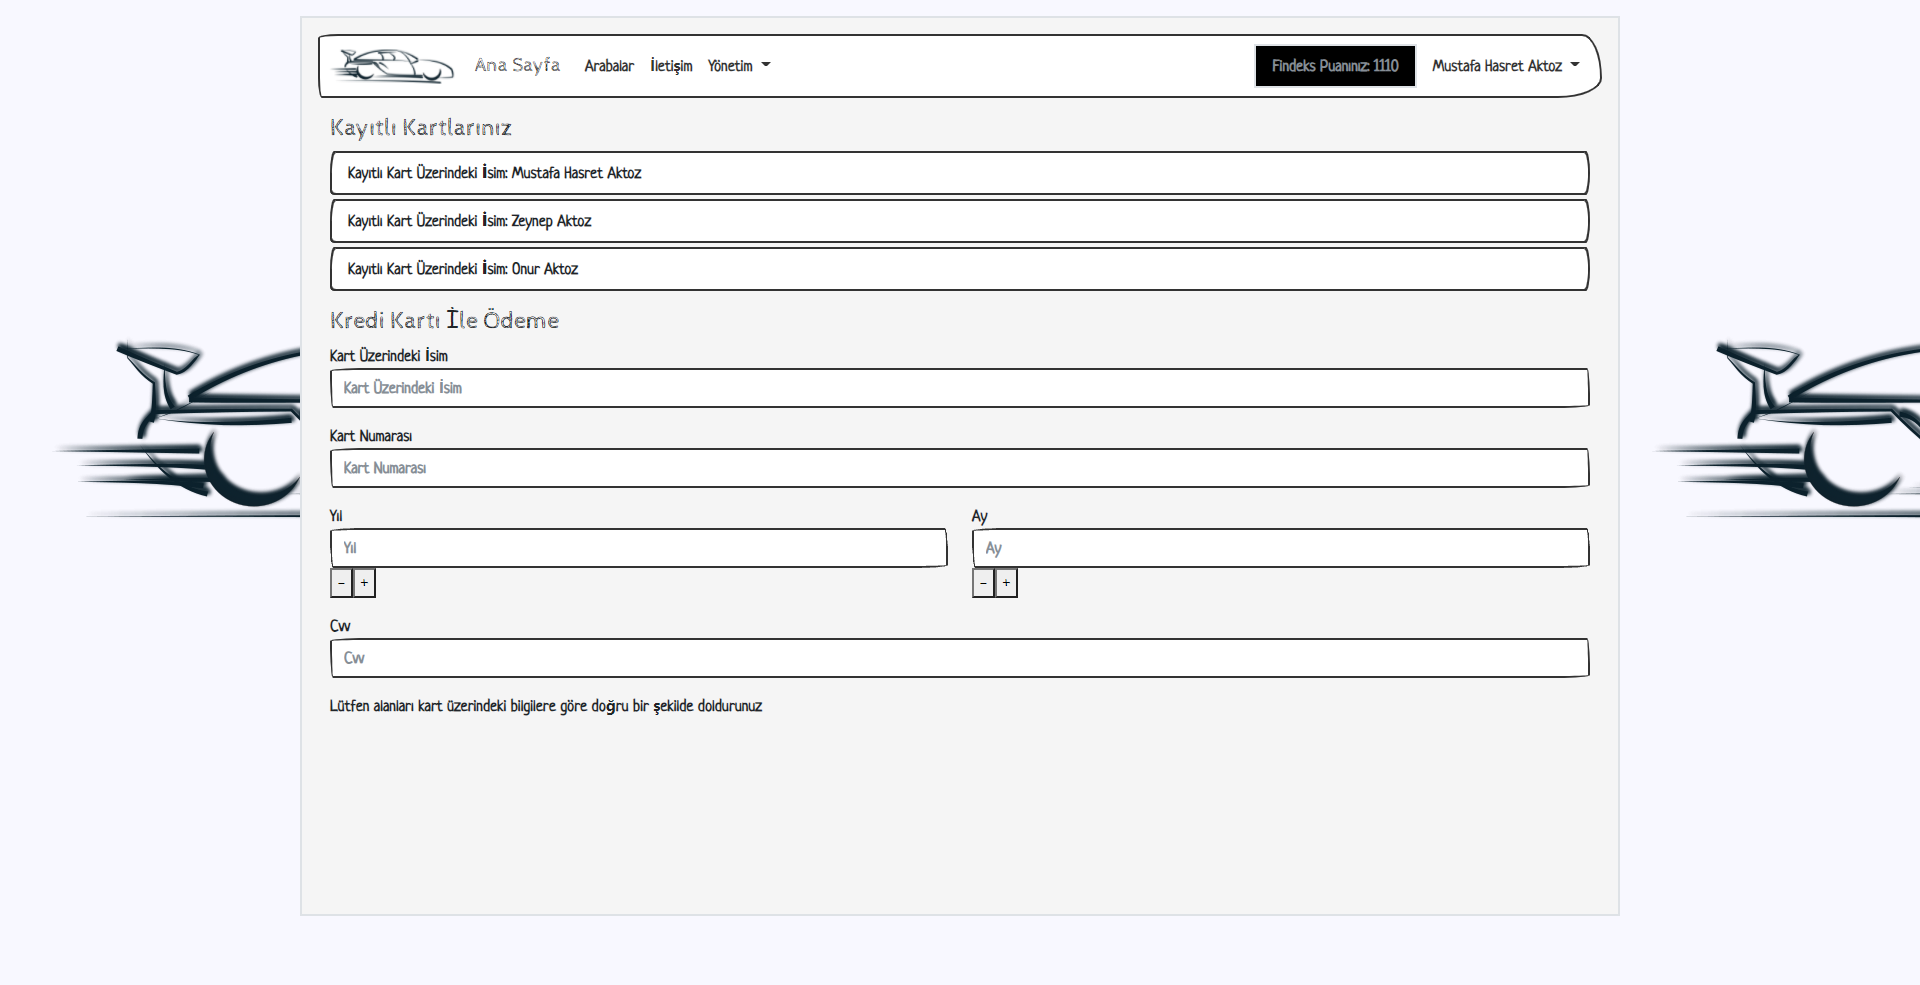 Ana Sayfa Arabalar İletişim Yönetim Findeks Puanınız: 1110 Mustafa Hasret Aktoz
Kayıtlı Kartlarınız
Kayıtlı Kart Üzerindeki İsim: Mustafa Hasret Aktoz
Kayıtlı Kart Üzerindeki İsim: Zeynep Aktoz
Kayıtlı Kart Üzerindeki İsim: Onur Aktoz
Kredi Kartı İle Ödeme
Kart Üzerindeki İsim
Kart Üzerindeki İsim
Kart Numarası
Kart Numarası
Yıl Ay
Yıl Ay
- + - +
Cvv
Cvv
Lütfen alanları kart üzerindeki bilgilere göre doğru bir şekilde doldurunuz